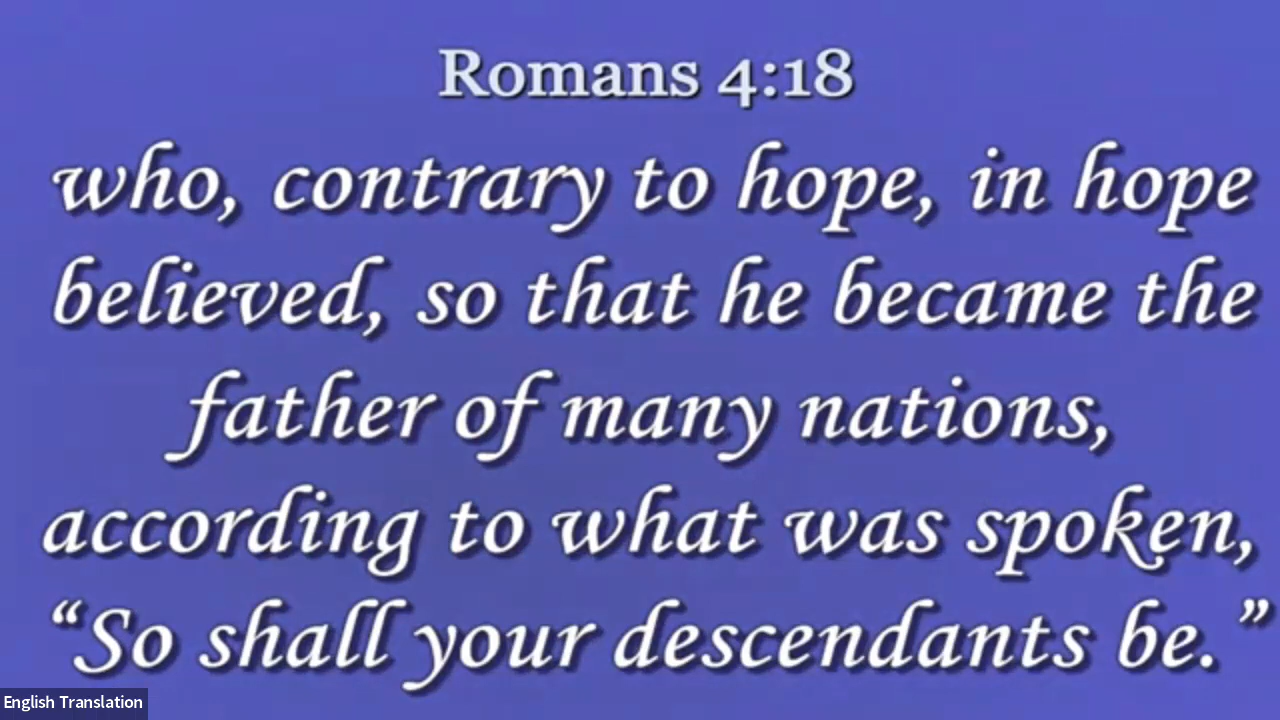 Romans 4:18
who, contrary to hope, in hope
believed, so that he became the
father of many nations,
according to what was spoken,
“So shall your descendants be.”
English Translation